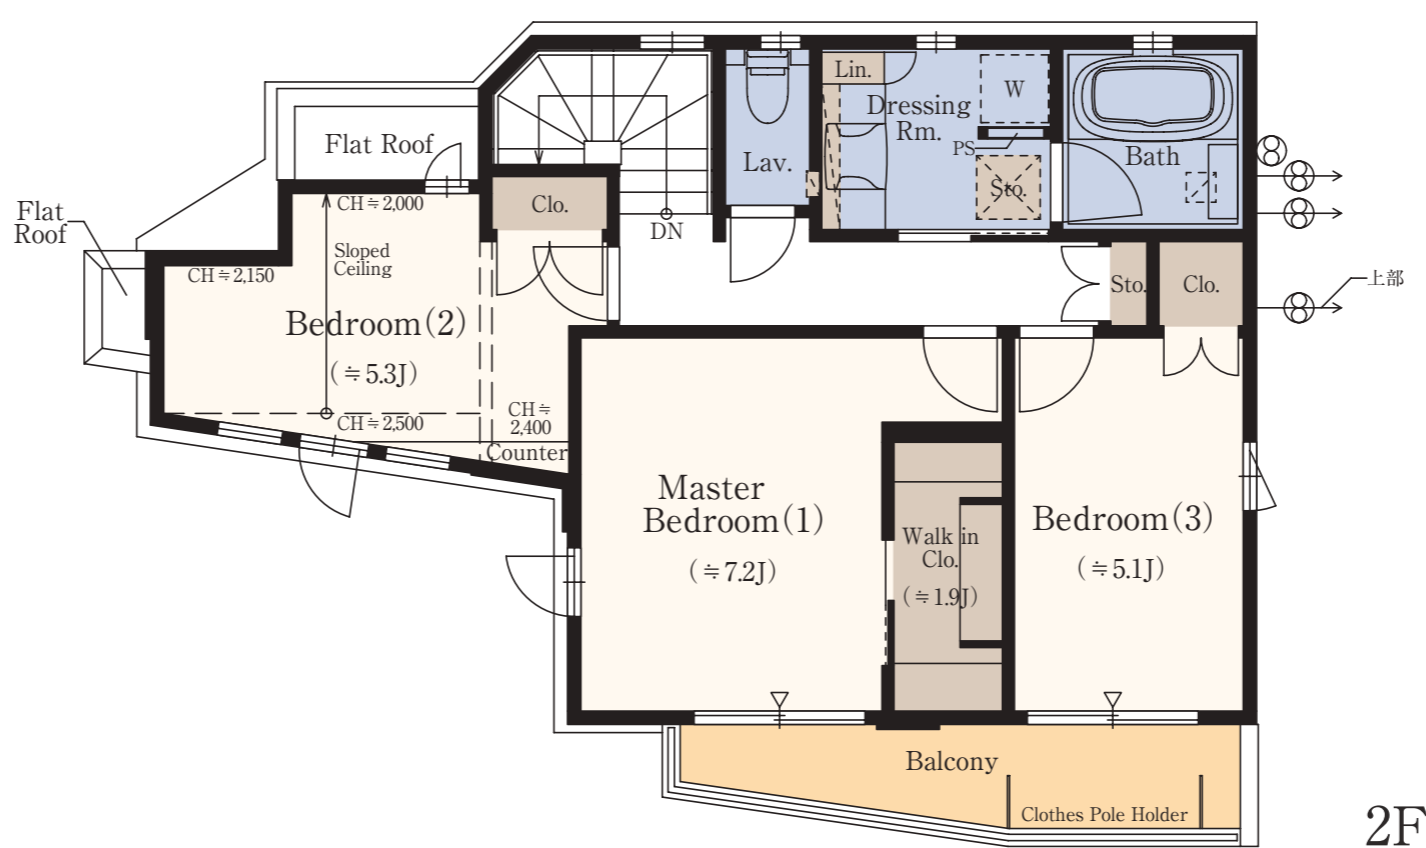 Lin.
W
Dressing
Rm.
Flat Roof
PS
Lav.
Bath
Sto.
Clo.
CH≒2,000
Flat
Roof
DN
Sloped
Ceiling
CH≒2,150
Sto.
Clo.
上部
Bedroom(2)
(≒5.3J)
CH≒
2,400
CH≒2,500
Counter
Master
Bedroom(1)
(≒7.2J)
Walk in
Clo.
(≒1.9J)
Bedroom(3)
(≒5.1J)
Balcony
Clothes Pole Holder
2F